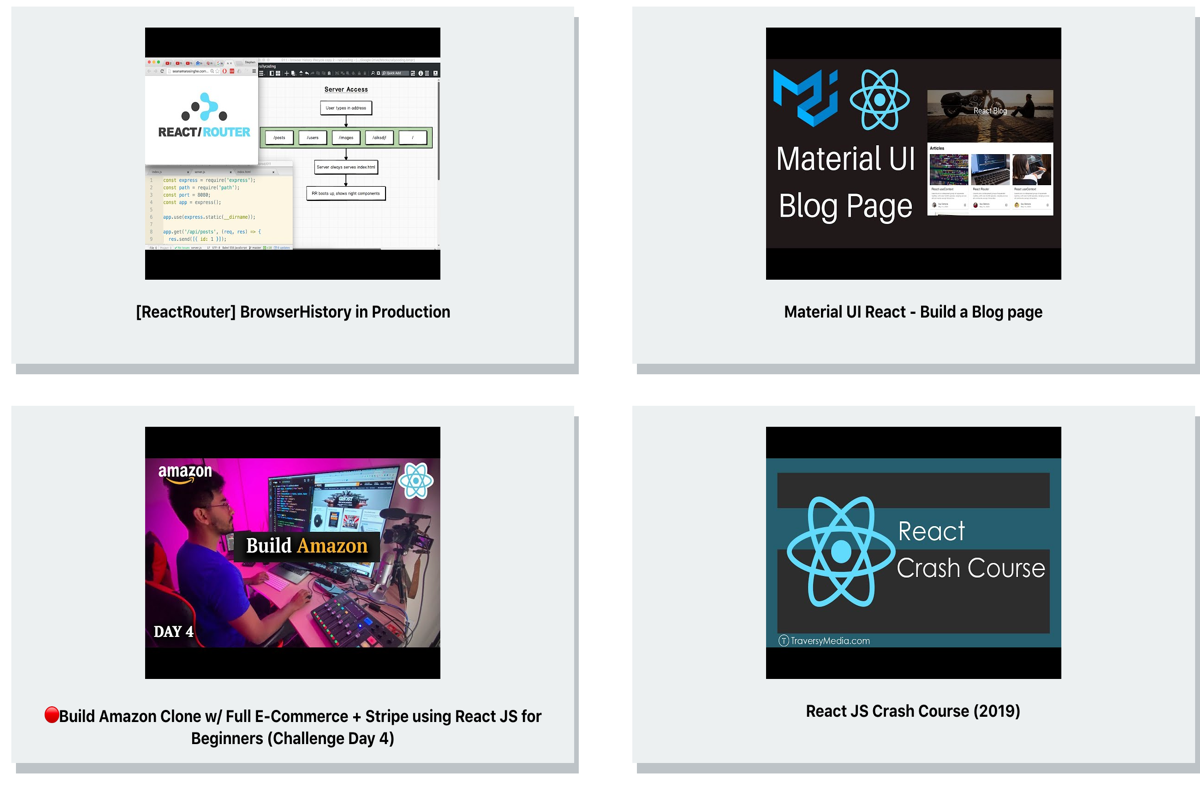 Server Access
User types in address
REACT/ROUTER
/posts
/users
/images
/
Server always serves index.html
RR boots up, shows right components
const express = require("express");
const path = require("path");
const port = 8080;
const app = express();
app.use(express.static(__dirname));
app.get('/api/posts', (req, res) => {
res.send([{ id: 1 }]);
[ReactRouter] BrowserHistory in Production
Material UI
Blog Page
React Blog
Articles
Material UI React - Build a Blog page
amazon
Build Amazon
DAY 4
🔴Build Amazon Clone w/ Full E-Commerce + Stripe using React JS for
Beginners (Challenge Day 4)
React
Crash Course
TraversyMedia.com
React JS Crash Course (2019)